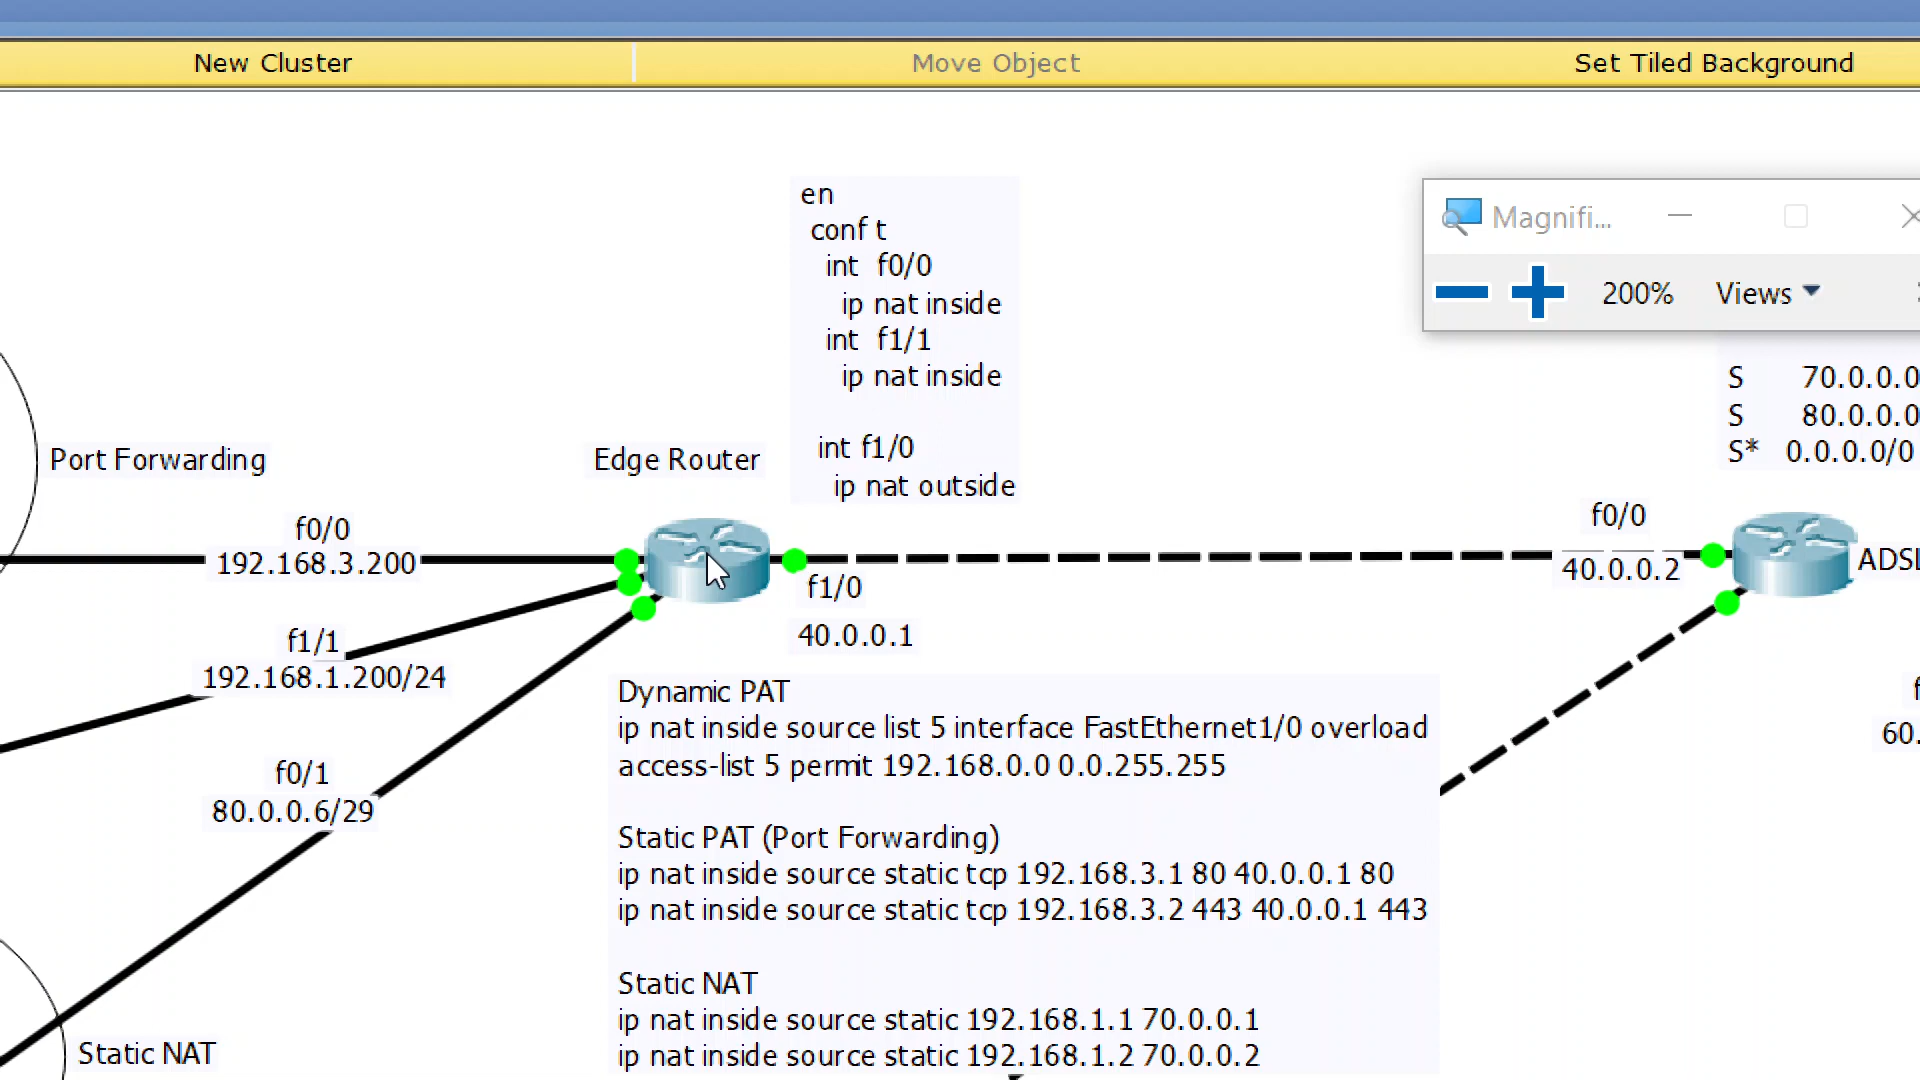 New Cluster
Move Object
Set Tiled Background
en
conf t
int f0/0
ip nat inside
int f1/1
ip nat inside
int f1/0
ip nat outside
Magnifi...
200%
Views
S 70.0.0.0
S 80.0.0.0
S* 0.0.0.0/0
Port Forwarding
Edge Router
f0/0
192.168.3.200
f1/0
40.0.0.1
f0/0
40.0.0.2
ADSL
f1/1
192.168.1.200/24
60.
f0/1
80.0.0.6/29
Dynamic PAT
ip nat inside source list 5 interface FastEthernet1/0 overload
access-list 5 permit 192.168.0.0 0.0.255.255
Static PAT (Port Forwarding)
ip nat inside source static tcp 192.168.3.1 80 40.0.0.1 80
ip nat inside source static tcp 192.168.3.2 443 40.0.0.1 443
Static NAT
ip nat inside source static 192.168.1.1 70.0.0.1
ip nat inside source static 192.168.1.2 70.0.0.2
Static NAT